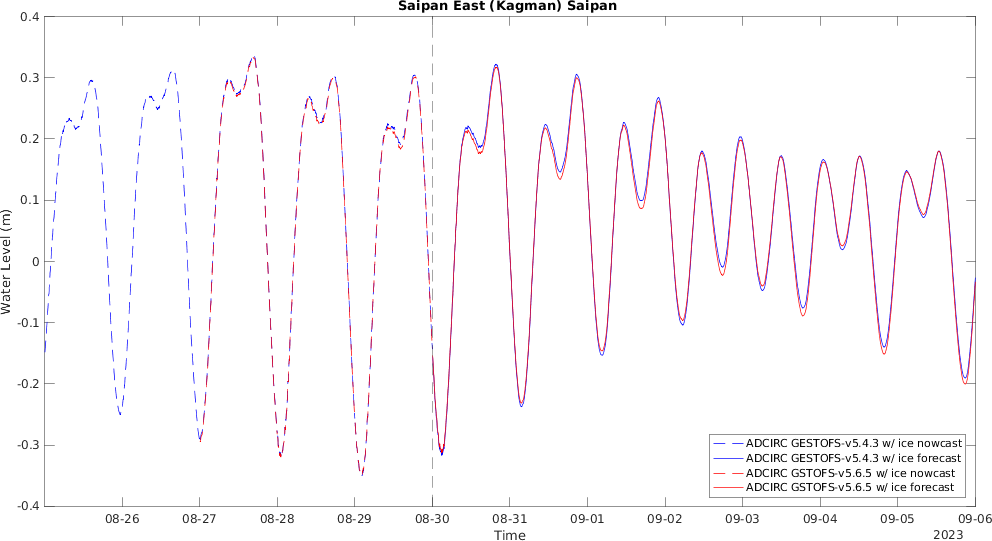 Saipan East (Kagman) Saipan
0.4
0.3
0.2
0.1
0
-0.1
-0.2
-0.3
-0.4
Water Level (m)
ADCIRC GESTOFS-v5.4.3 w/ ice nowcast
ADCIRC GESTOFS-v5.4.3 w/ ice forecast
ADCIRC GSTOFS-v5.6.5 w/ ice nowcast
ADCIRC GSTOFS-v5.6.5 w/ ice forecast
08-26 08-27 08-28 08-29 08-30 08-31 09-01 09-02 09-03 09-04 09-05 09-06
Time
2023